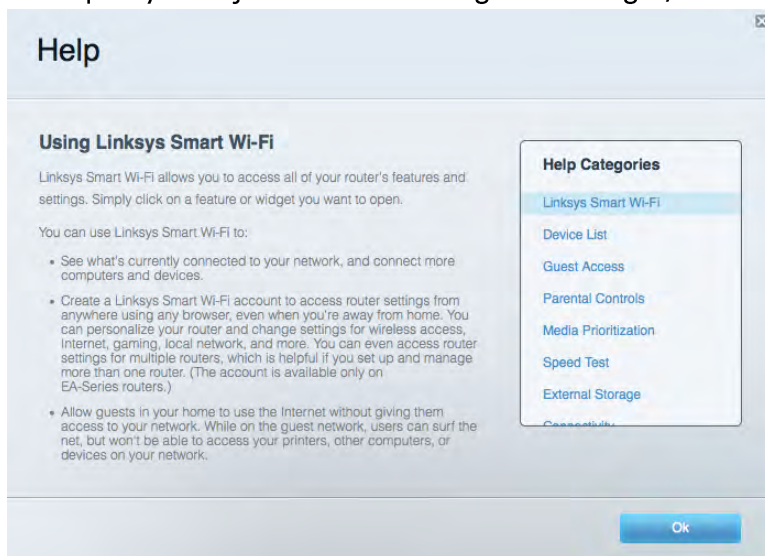 Help
Using Linksys Smart Wi-Fi
Linksys Smart Wi-Fi allows you to access all of your router's features and
settings. Simply click on a feature or widget you want to open.
You can use Linksys Smart Wi-Fi to:
• See what's currently connected to your network, and connect more
computers and devices.
• Create a Linksys Smart Wi-Fi account to access router settings from
anywhere using any browser, even when you're away from home. You
can personalize your router and change settings for wireless access,
Internet, gaming, local network, and more. You can even access router
settings for multiple routers, which is helpful if you set up and manage
more than one router. (The account is available only on
EA-Series routers.)
• Allow guests in your home to use the Internet without giving them
access to your network. While on the guest network, users can surf the
net, but won't be able to access your printers, other computers, or
devices on your network.
Help Categories
Linksys Smart Wi-Fi
Device List
Guest Access
Parental Controls
Media Prioritization
Speed Test
External Storage
Connectivity
Ok